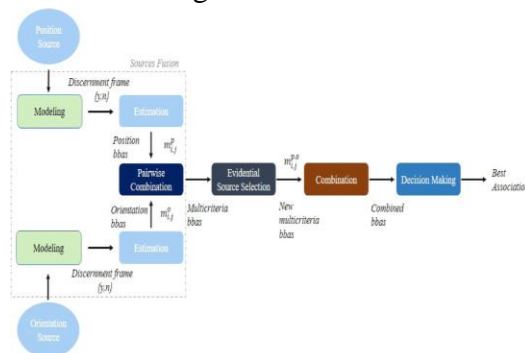 Position
Source
Sources Fusion
Discernment frame
{y,n}
Modeling
Estimation
Position
bbas
m^p_{i,j}
Pairwise
Combination
Evidential
Source Selection
m^{p,o}_{i,j}
Combination
Decision Making
Best
Association
Multicriteria
bbas
New
multicriteria
bbas
Combined
bbas
Orientation
bbas
m^o_{i,j}
Modeling
Estimation
Discernment frame
{y,n}
Orientation
Source